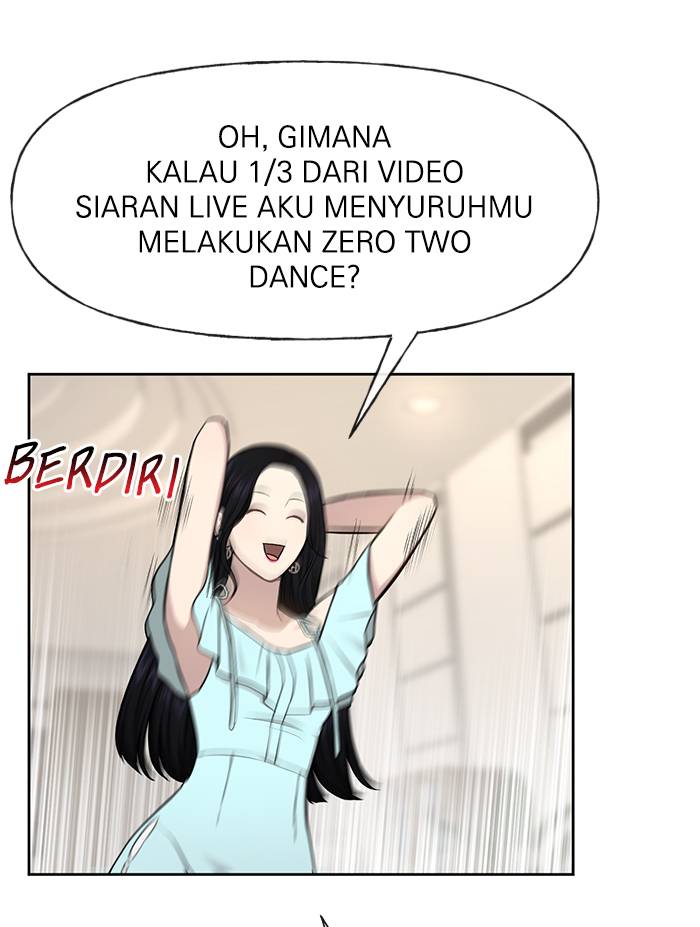 OH, GIMANA
KALAU 1/3 DARI VIDEO
SIARAN LIVE AKU MENYURUHMU
MELAKUKAN ZERO TWO
DANCE?
BERDIRI